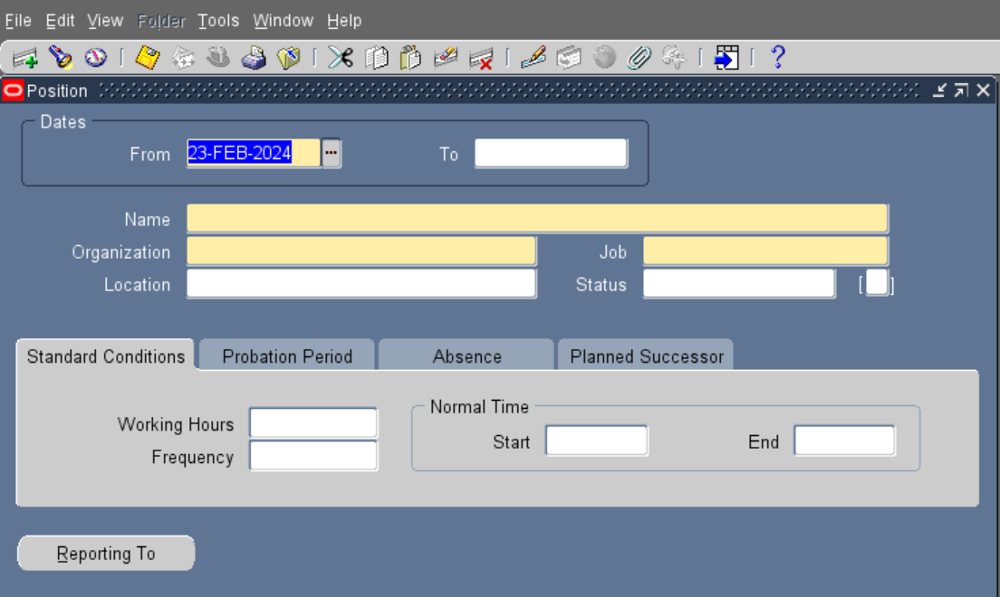 File Edit View Folder Tools Window Help
?
Position
Dates
From 23-FEB-2024 ... To
Name
Organization Job
Location Status [ ]
Standard Conditions Probation Period Absence Planned Successor
Working Hours Normal Time
Frequency Start End
Reporting To